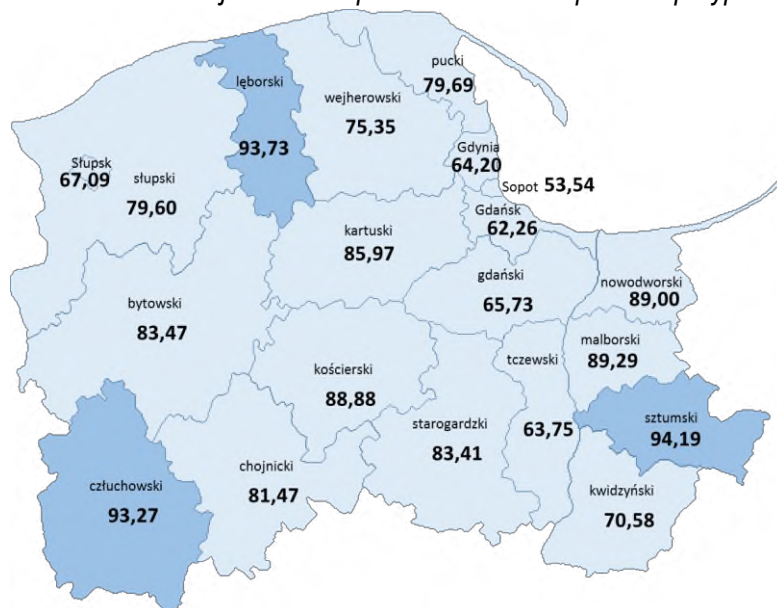 pucki
79,69
lęborski
93,73
wejherowski
75,35
Gdynia
64,20
Słupsk
67,09
słupski
79,60
Sopot 53,54
Gdańsk
62,26
kartuski
85,97
gdański
65,73
nowodworski
89,00
bytowski
83,47
malborski
89,29
kościerski
88,88
tczewski
63,75
starogardzki
83,41
sztumski
94,19
człuchowski
93,27
chojnicki
81,47
kwidzyński
70,58